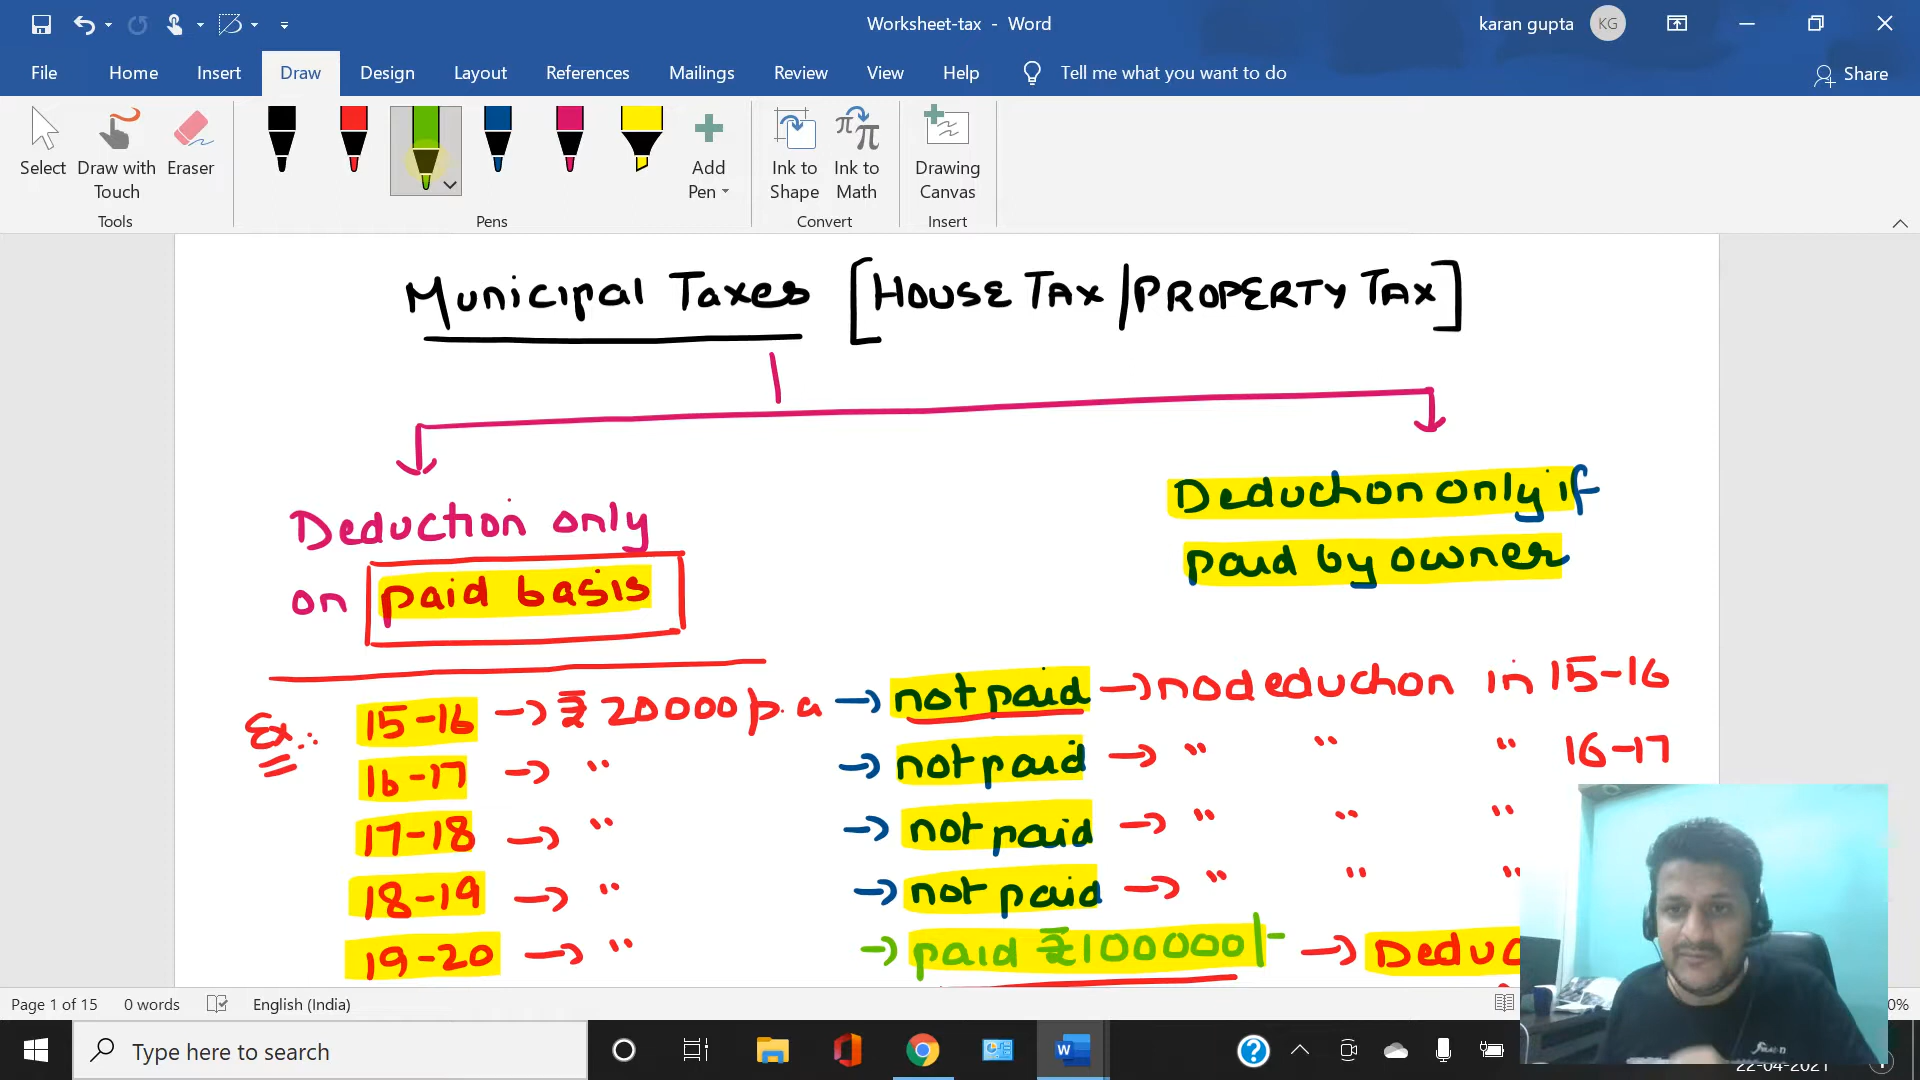 Worksheet-tax - Word
karan gupta KG
File Home Insert Draw Design Layout References Mailings Review View Help Tell me what you want to do Share
Select Draw with Touch Eraser Add Pen Ink to Shape Ink to Math Drawing Canvas
Tools Pens Convert Insert
Municipal Taxes [HOUSE TAX/PROPERTY TAX]
Deduction only
on paid basis
Deduction only if
paid by owner
Ex.: 15-16 → ₹ 20000 p.a → not paid → no deduction in 15-16
16-17 → " → not paid → " " " 16-17
17-18 → " → not paid → " " "
18-19 → " → not paid → " " "
19-20 → " → paid ₹100000/- →
Page 1 of 15 0 words English (India)
Type here to search
22-04-2021